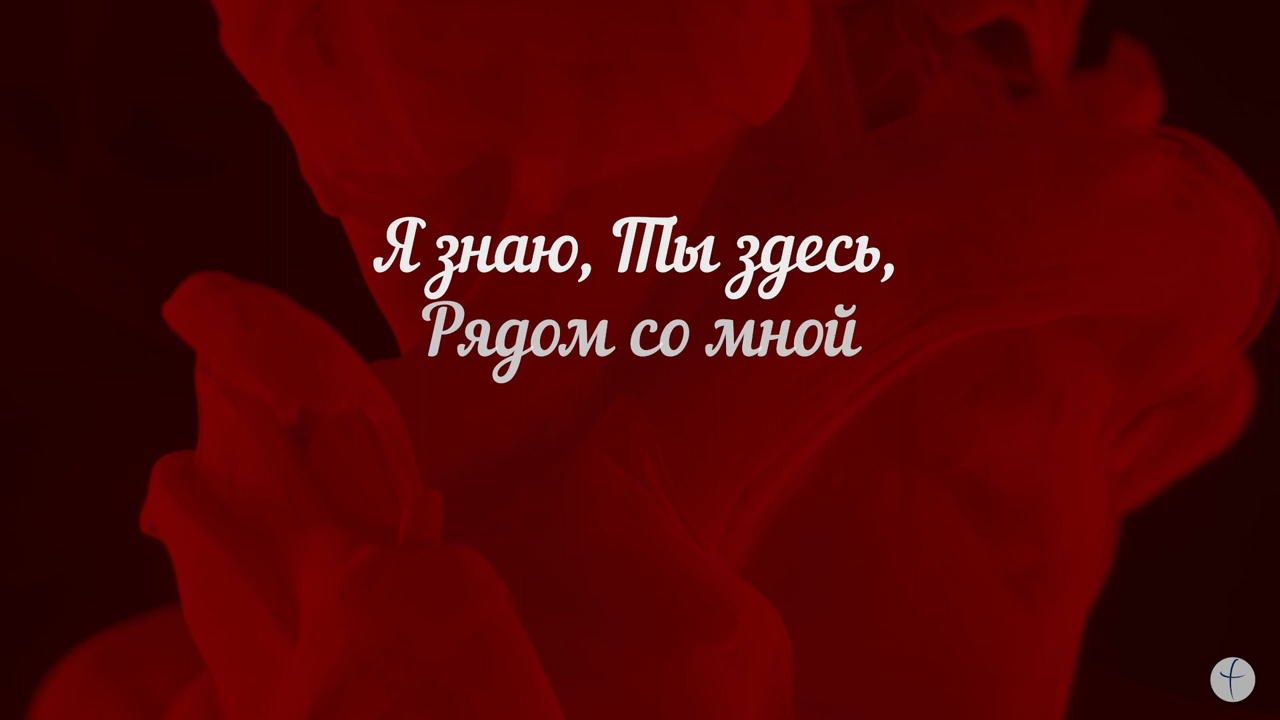 Я знаю, Ты здесь,
Рядом со мной